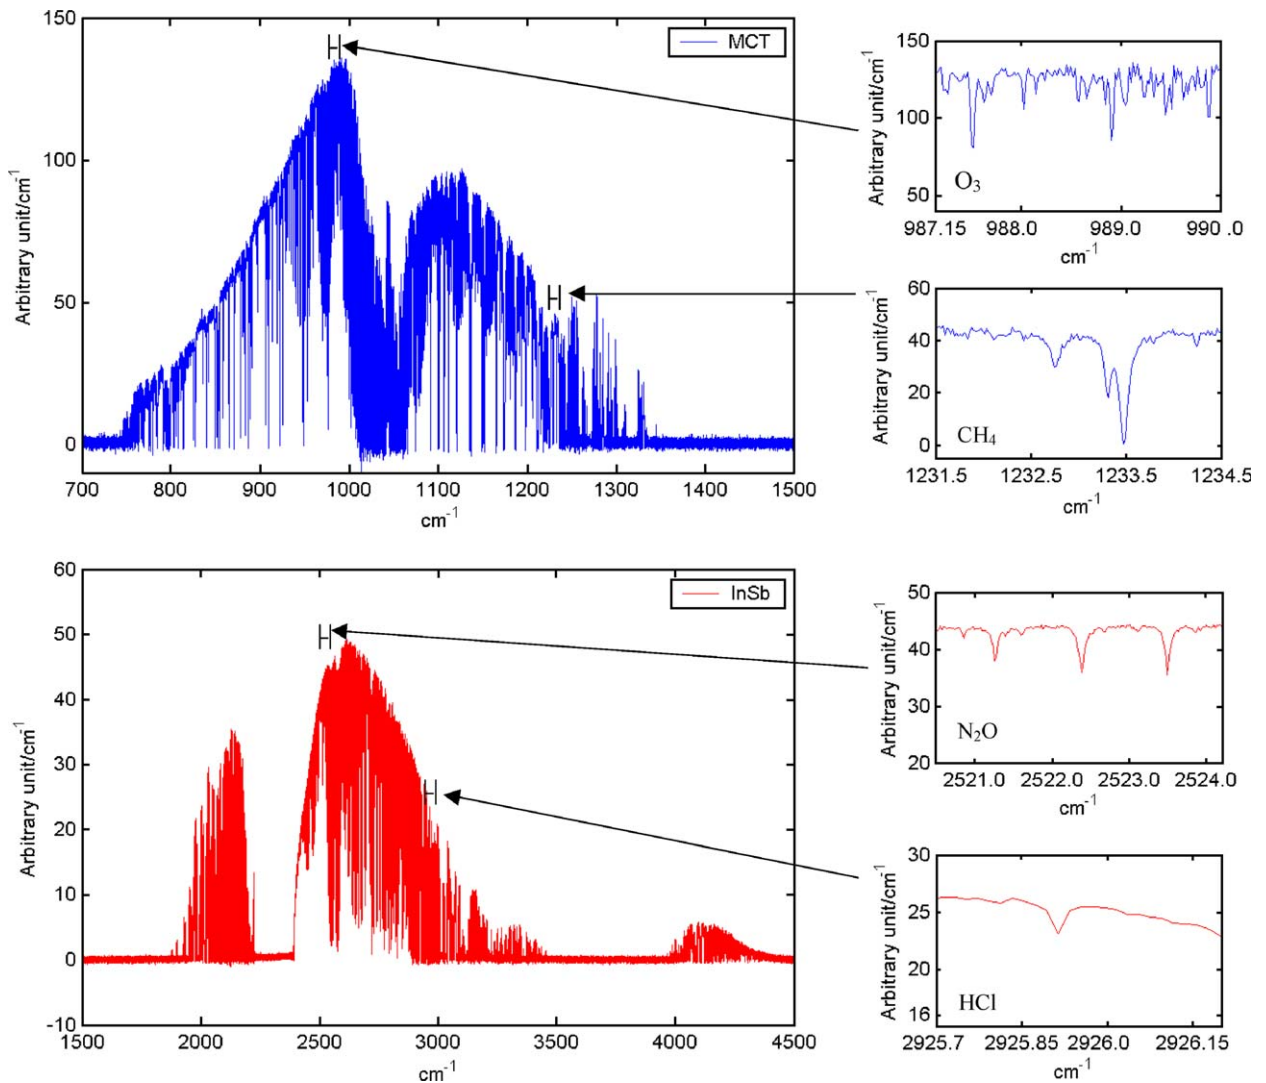 MCT
Arbitrary unit/cm-1
150
100
50
0
700 800 900 1000 1100 1200 1300 1400 1500
cm-1
Arbitrary unit/cm-1
150
100
50
O3
987.15 988.0 989.0 990 .0
cm-1
Arbitrary unit/cm-1
60
40
20
0
CH4
1231.5 1232.5 1233.5 1234.5
cm-1
InSb
Arbitrary unit/cm-1
60
50
40
30
20
10
0
-10
1500 2000 2500 3000 3500 4000 4500
cm-1
Arbitrary unit/cm-1
50
40
30
20
N2O
2521.0 2522.0 2523.0 2524.0
cm-1
Arbitrary unit/cm-1
30
25
20
16
HCl
2925.7 2925.85 2926.0 2926.15
cm-1